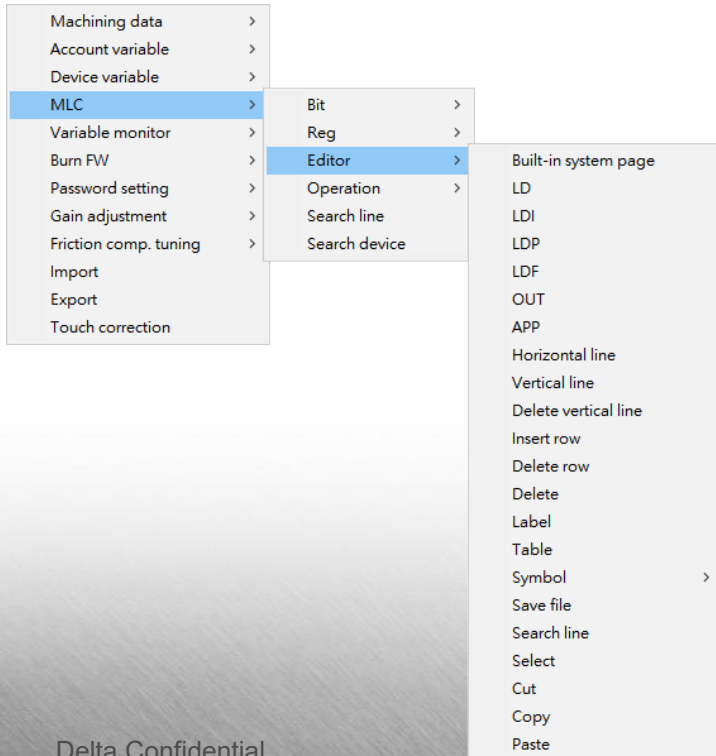 Machining data
Account variable
Device variable
MLC
Variable monitor
Burn FW
Password setting
Gain adjustment
Friction comp. tuning
Import
Export
Touch correction
Bit
Reg
Editor
Operation
Search line
Search device
Built-in system page
LD
LDI
LDP
LDF
OUT
APP
Horizontal line
Vertical line
Delete vertical line
Insert row
Delete row
Delete
Label
Table
Symbol
Save file
Search line
Select
Cut
Copy
Paste
Delta Confidential